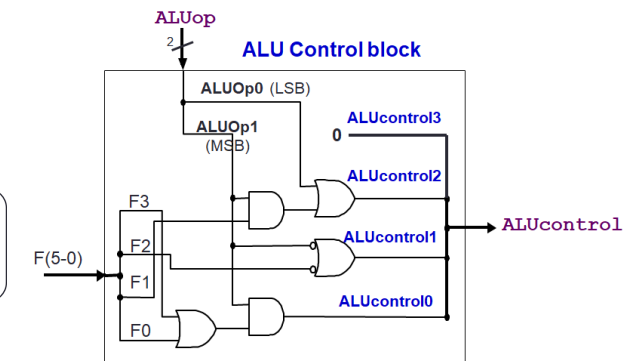 ALUop
2
ALU Control block
ALUOp0 (LSB)
ALUcontrol3
ALUOp1
(MSB)
0
ALUcontrol2
F3
ALUcontrol
F2
ALUcontrol1
F(5-0)
F1
ALUcontrol0
F0